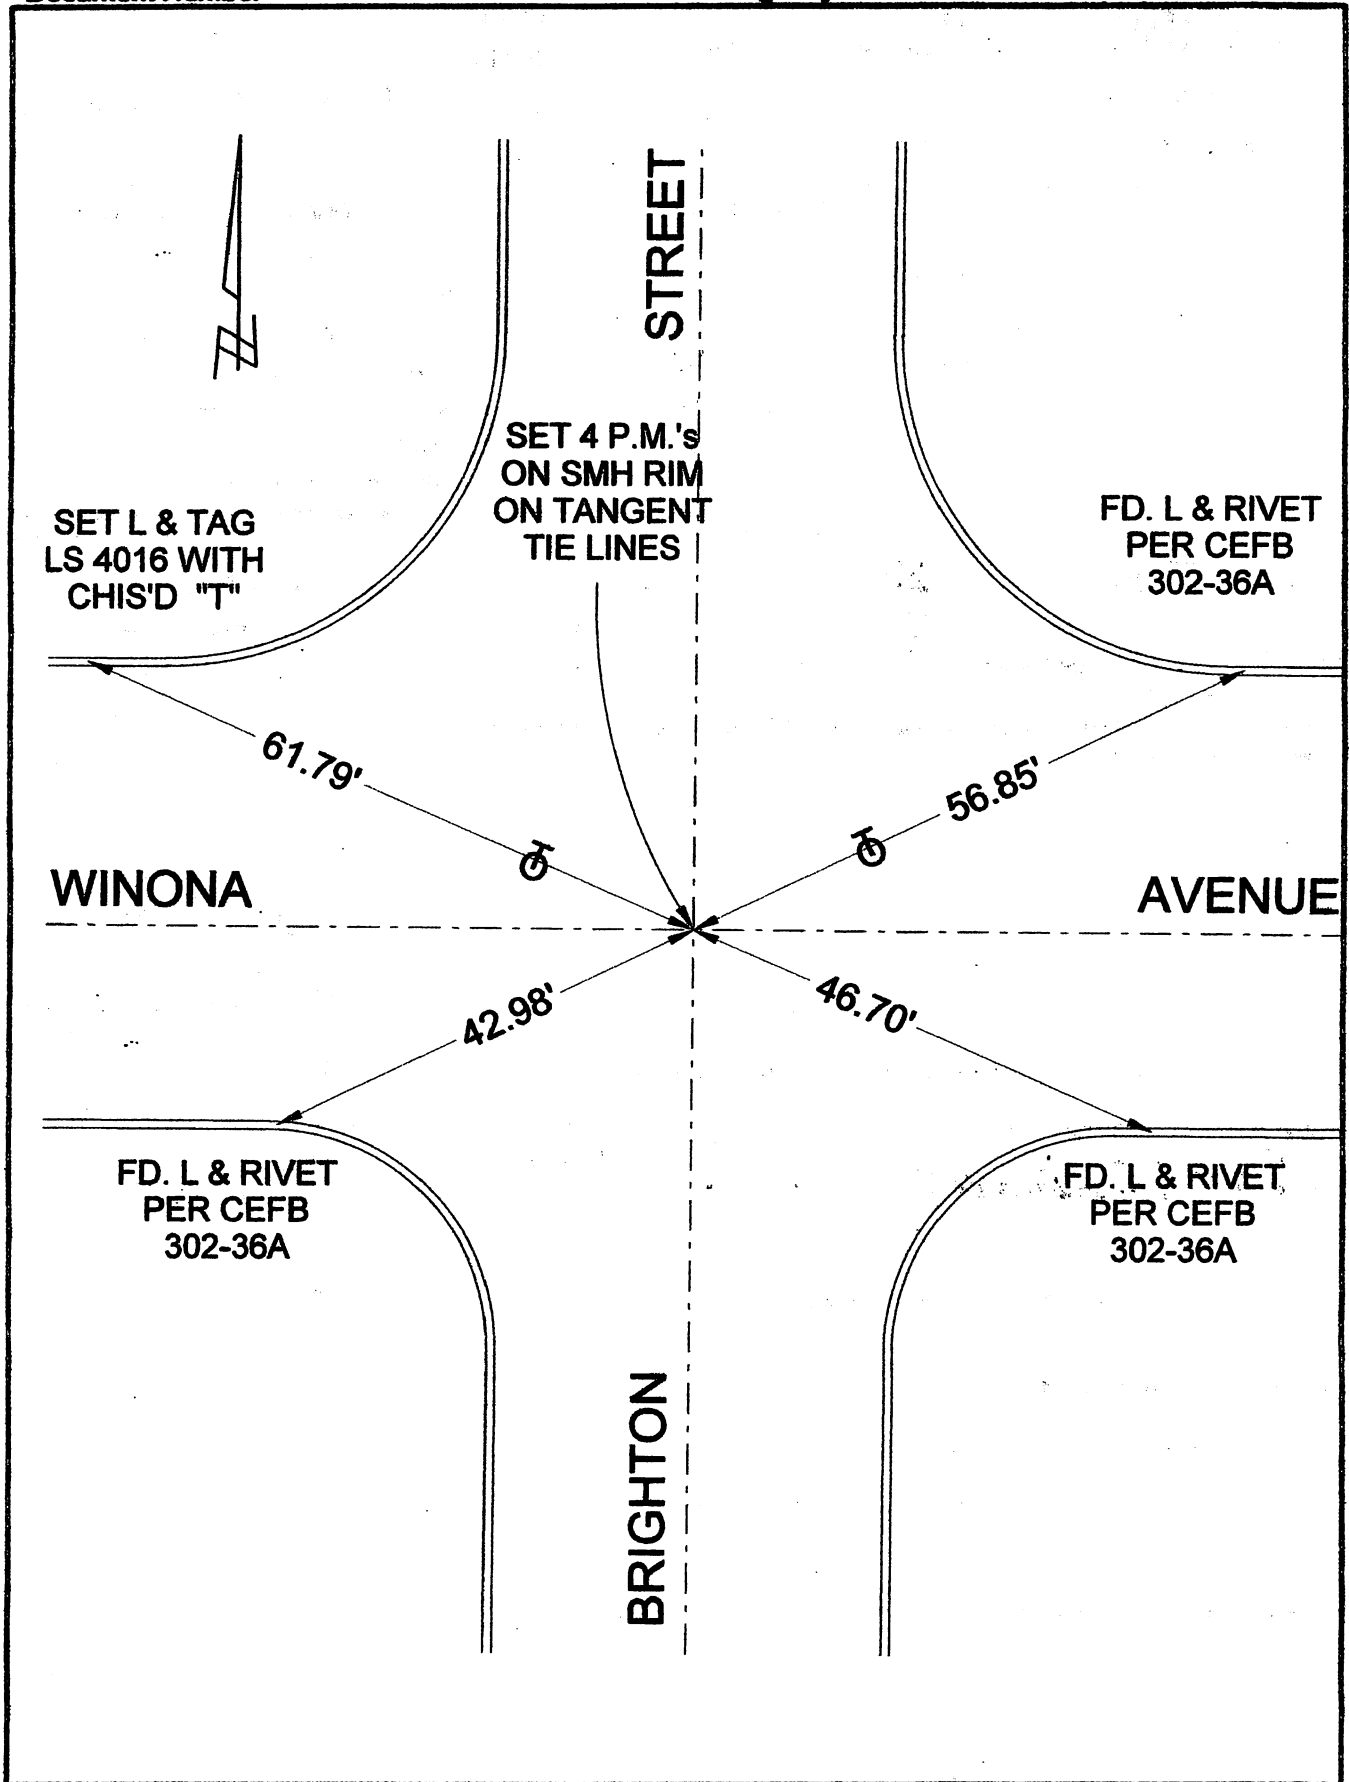 STREET
SET 4 P.M.'s
ON SMH RIM
ON TANGENT
TIE LINES
SET L & TAG
LS 4016 WITH
CHIS'D "T"
FD. L & RIVET
PER CEFB
302-36A
61.79'
56.85'
WINONA
AVENUE
42.98'
46.70'
FD. L & RIVET
PER CEFB
302-36A
FD. L & RIVET
PER CEFB
302-36A
BRIGHTON